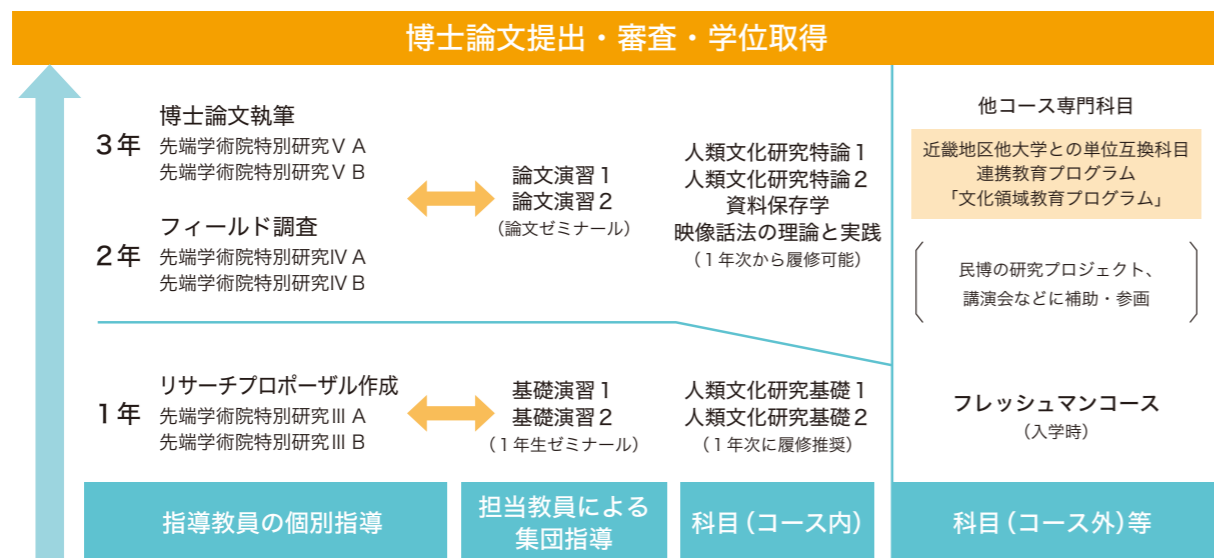 博士論文提出・審査・学位取得
3年
博士論文執筆
先端学術院特別研究Ⅴ A
先端学術院特別研究Ⅴ B
2年
フィールド調査
先端学術院特別研究Ⅳ A
先端学術院特別研究Ⅳ B
論文演習1
論文演習2
（論文ゼミナール）
人類文化研究特論1
人類文化研究特論2
資料保存学
映像話法の理論と実践
（1年次から履修可能）
他コース専門科目
近畿地区他大学との単位互換科目
連携教育プログラム
「文化領域教育プログラム」
民博の研究プロジェクト、
講演会などに補助・参画
1年
リサーチプロポーザル作成
先端学術院特別研究Ⅲ A
先端学術院特別研究Ⅲ B
基礎演習1
基礎演習2
（1年生ゼミナール）
人類文化研究基礎1
人類文化研究基礎2
（1年次に履修推奨）
フレッシュマンコース
（入学時）
指導教員の個別指導
担当教員による
集団指導
科目（コース内）
科目（コース外）等